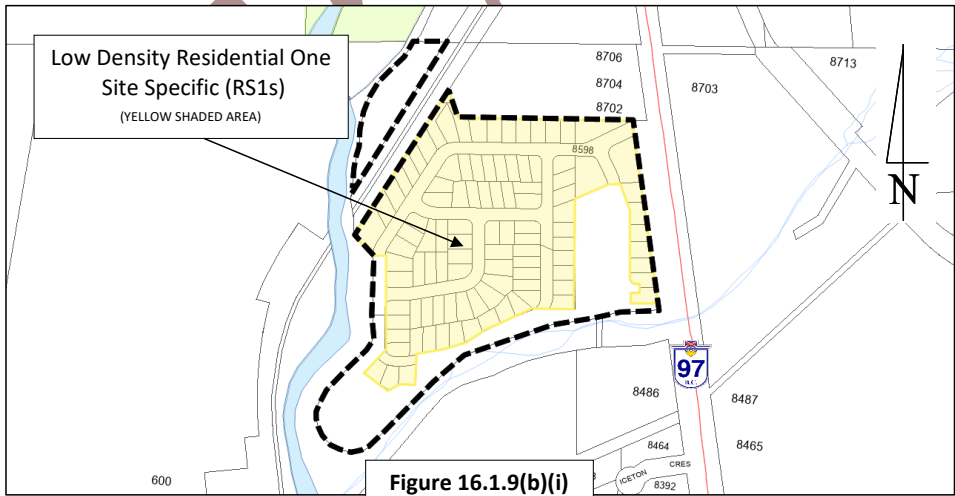 Low Density Residential One
Site Specific (RS1s)
(YELLOW SHADED AREA)
8706
8704
8702
8703
8713
8598
N
97
B.C.
8486
8487
8464
8465
CRES
ICETON
8392
600
Figure 16.1.9(b)(i)